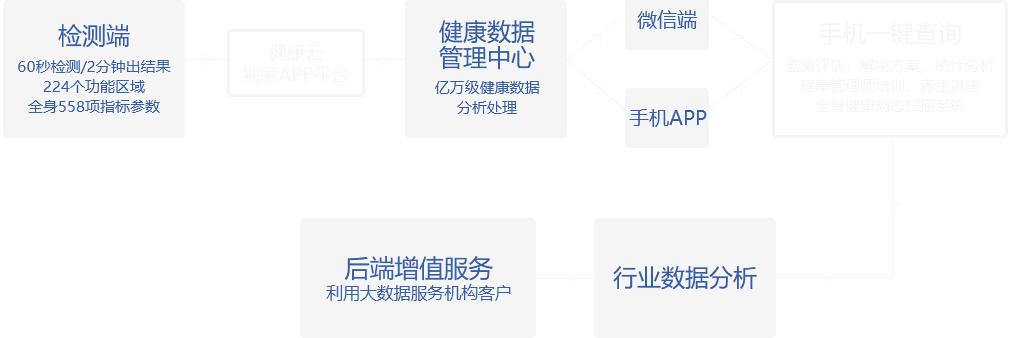 检测端
60秒检测/2分钟出结果
224个功能区域
全身558项指标参数
健康云
独家APP平台
健康数据
管理中心
亿万级健康数据
分析处理
微信端
手机APP
手机一键查询
监测评估，解决方案，统计分析
健康管理师培训，养生讲座
全身健康动态扫描系统
后端增值服务
利用大数据服务机构客户
行业数据分析